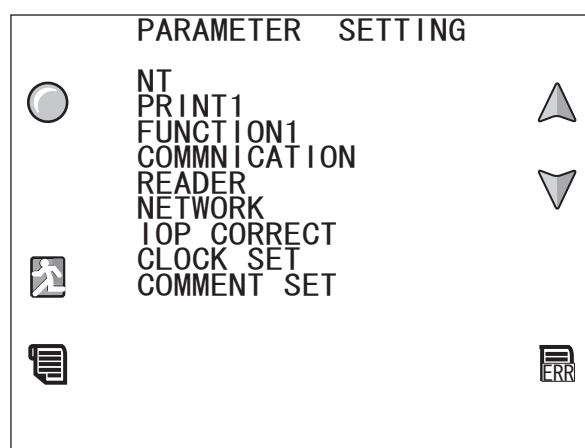 PARAMETER SETTING
NT
PRINT1
FUNCTION1
COMMNICATION
READER
NETWORK
IOP CORRECT
CLOCK SET
COMMENT SET
ERR